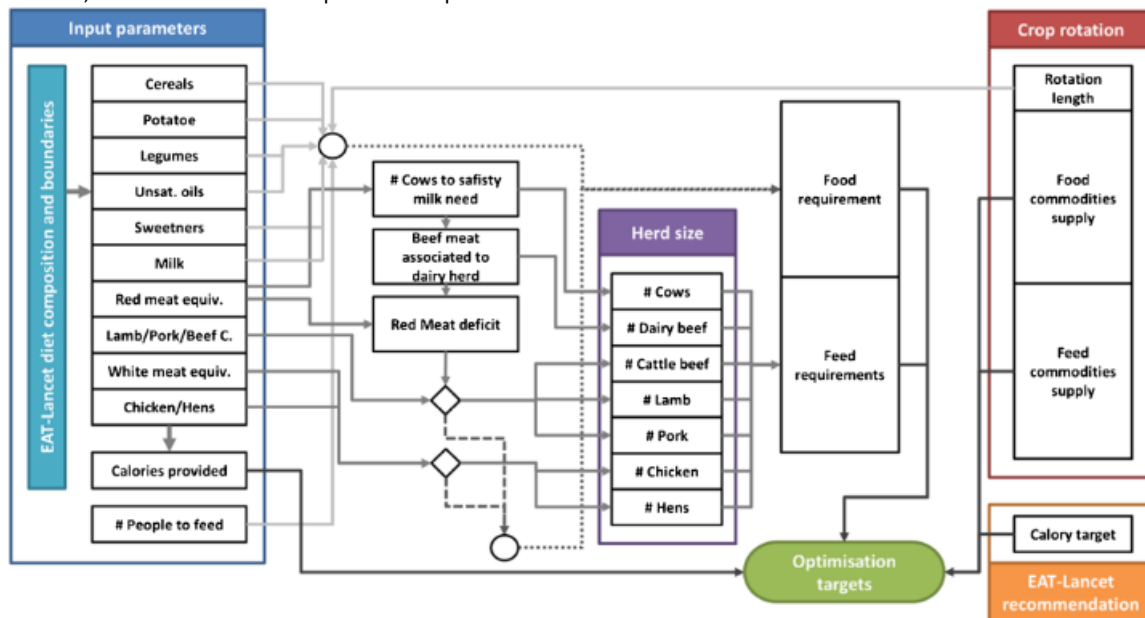 Input parameters
EAT-Lancet diet composition and boundaries
Cereals
Potatoe
Legumes
Unsat. oils
Sweetners
Milk
Red meat equiv.
Lamb/Pork/Beef C.
White meat equiv.
Chicken/Hens
Calories provided
# People to feed
# Cows to safisty
milk need
Beef meat
associated to
dairy herd
Red Meat deficit
Herd size
# Cows
# Dairy beef
# Cattle beef
# Lamb
# Pork
# Chicken
# Hens
Food
requirement
Feed
requirements
Optimisation
targets
Crop rotation
Rotation
length
Food
commodities
supply
Feed
commodities
supply
Calory target
EAT-Lancet
recommendation